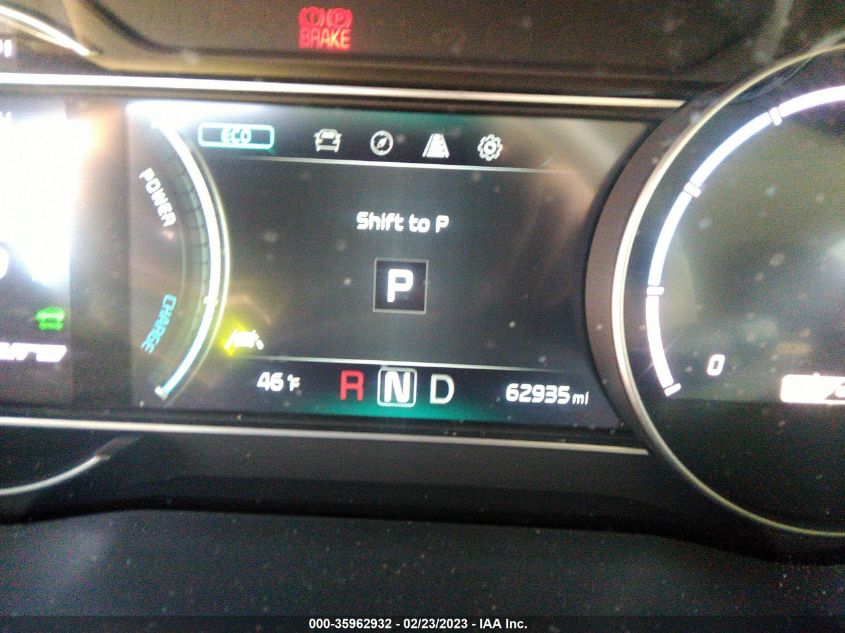 BRAKE
ECO
POWER
Shift to P
P
CHARGE
46°F
R N D
62935 mi
0
000-35962932 - 02/23/2023 - IAA Inc.